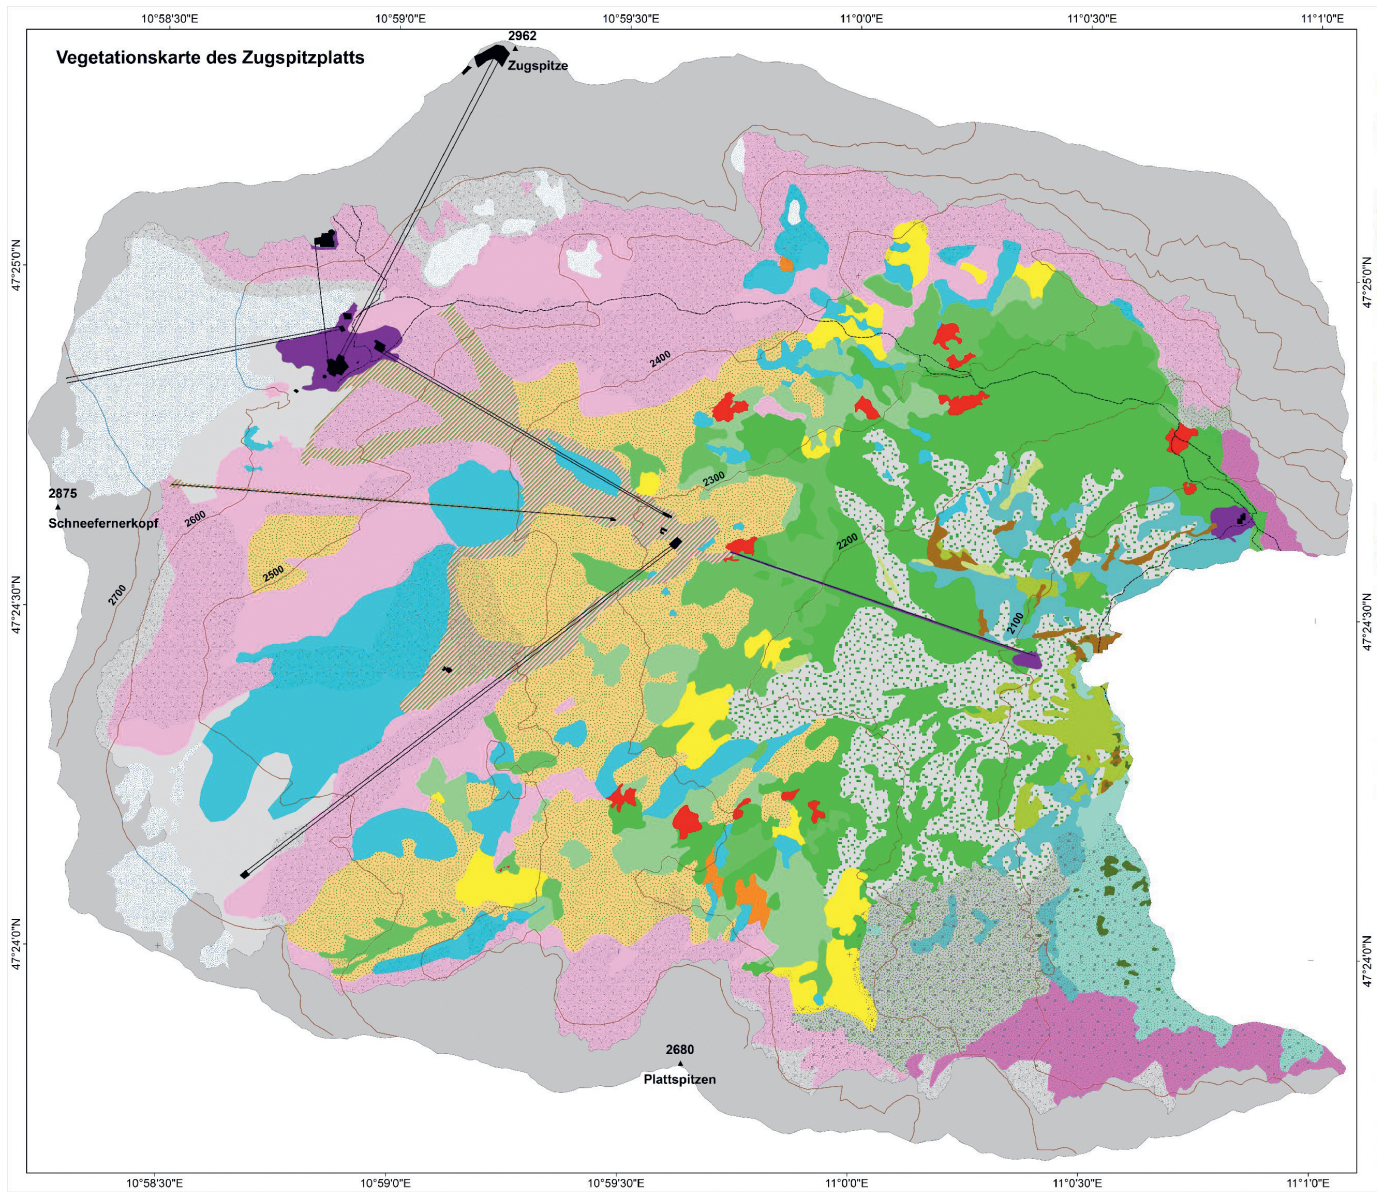 10°58'30"E 10°59'0"E 10°59'30"E 11°0'0"E 11°0'30"E 11°1'0"E
Vegetationskarte des Zugspitzplatts
2962
Zugspitze
47°25'0"N
47°25'0"N
2400
2300
2875
Schneefernerkopf
2600
2500
2700
2200
2100
47°24'30"N
47°24'30"N
47°24'0"N
47°24'0"N
2680
Plattspitzen
10°58'30"E 10°59'0"E 10°59'30"E 11°0'0"E 11°0'30"E 11°1'0"E